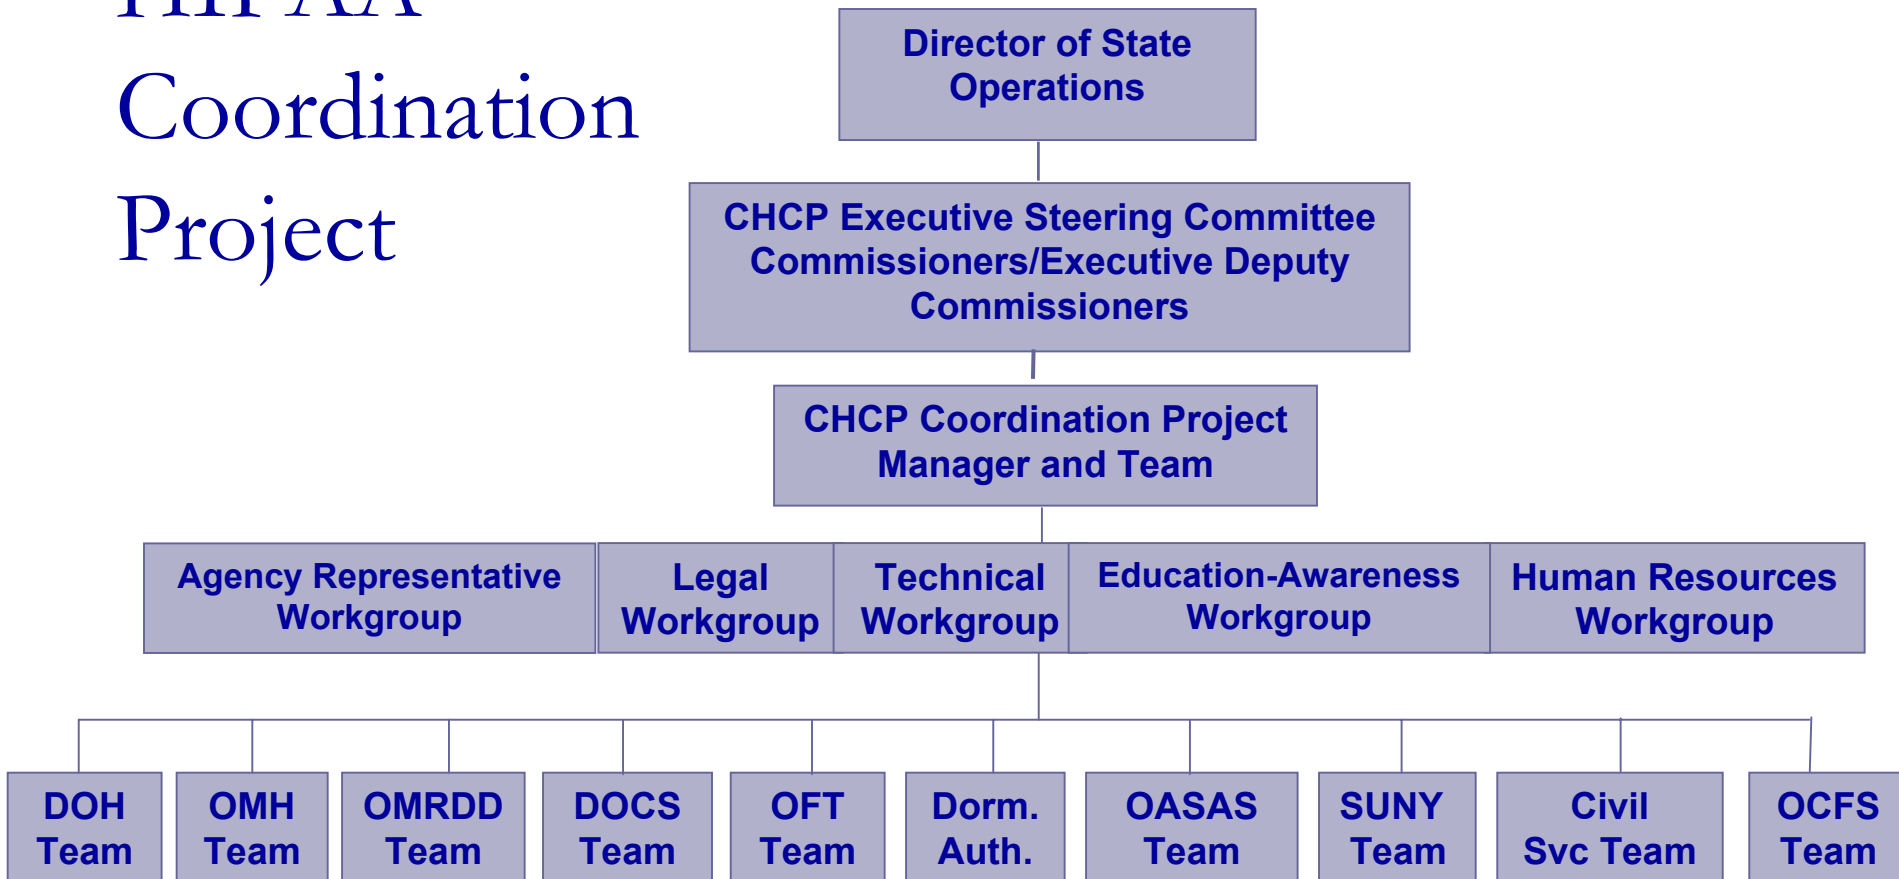 HIPAA
Coordination
Project
Director of State
Operations
CHCP Executive Steering Committee
Commissioners/Executive Deputy
Commissioners
CHCP Coordination Project
Manager and Team
Agency Representative
Workgroup
Legal
Workgroup
Technical
Workgroup
Education-Awareness
Workgroup
Human Resources
Workgroup
DOH
Team
OMH
Team
OMRDD
Team
DOCS
Team
OFT
Team
Dorm.
Auth.
OASAS
Team
SUNY
Team
Civil
Svc Team
OCFS
Team